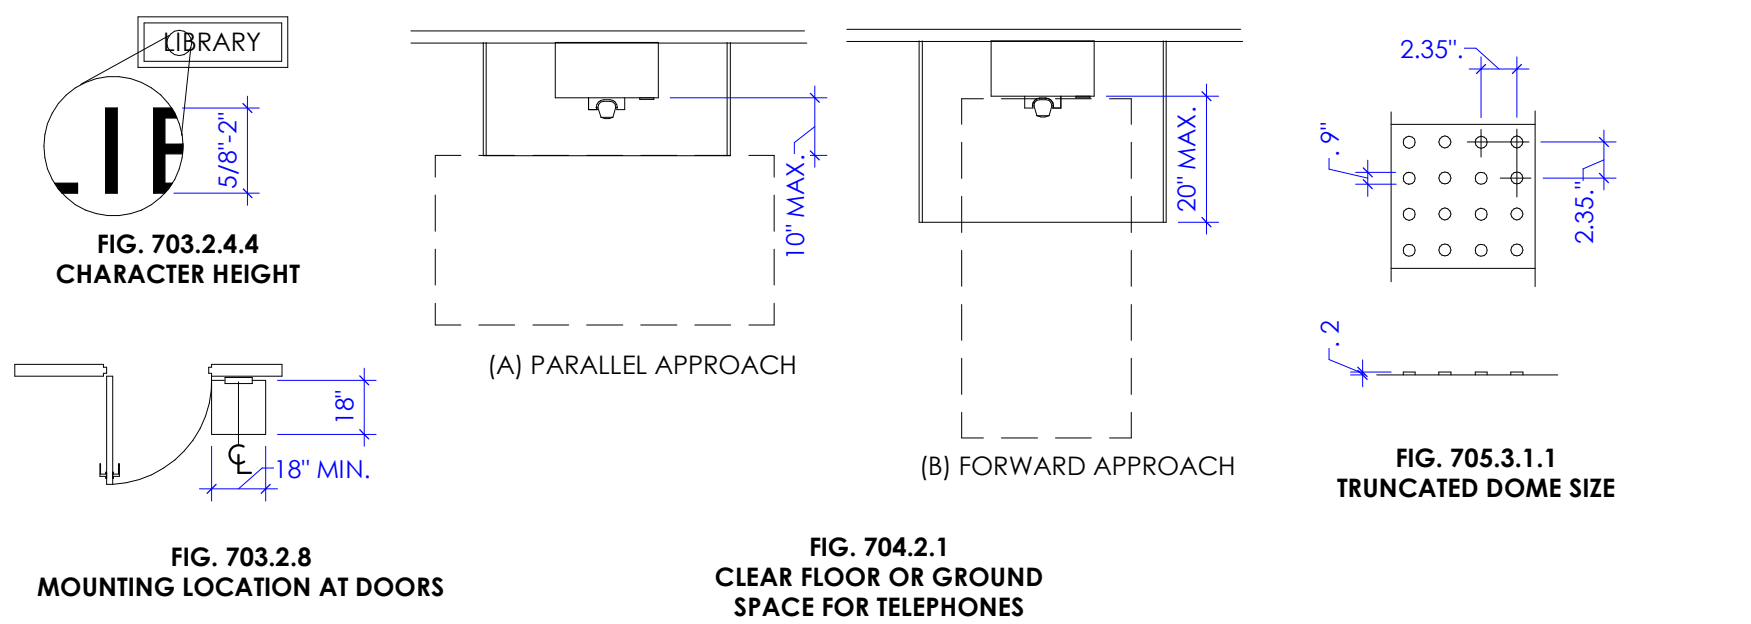 LIBRARY
LIB
5/8"-2"
FIG. 703.2.4.4
CHARACTER HEIGHT
18"
CL
18" MIN.
FIG. 703.2.8
MOUNTING LOCATION AT DOORS
10" MAX.
(A) PARALLEL APPROACH
20" MAX.
(B) FORWARD APPROACH
FIG. 704.2.1
CLEAR FLOOR OR GROUND
SPACE FOR TELEPHONES
2.35".
.9"
2.35."
.2
FIG. 705.3.1.1
TRUNCATED DOME SIZE